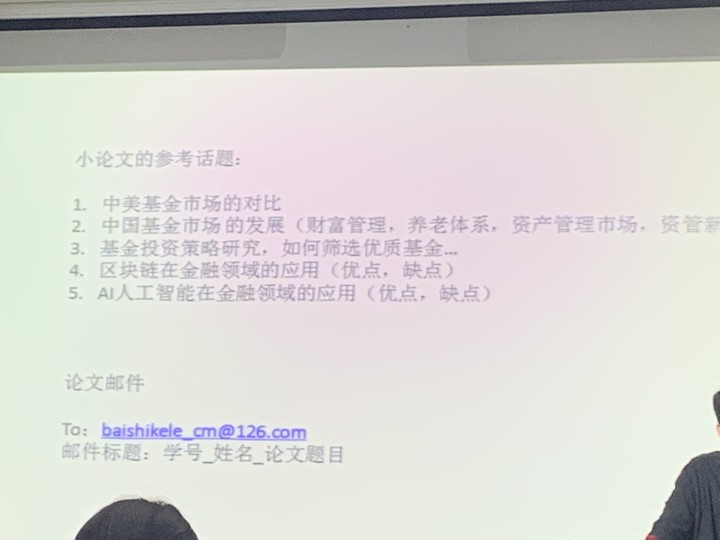 小论文的参考话题：
1. 中美基金市场的对比
2. 中国基金市场的发展（财富管理，养老体系，资产管理市场，资管新
3. 基金投资策略研究，如何筛选优质基金...
4. 区块链在金融领域的应用（优点，缺点）
5. AI人工智能在金融领域的应用（优点，缺点）
论文邮件
To：baishikele_cm@126.com
邮件标题：学号_姓名_论文题目